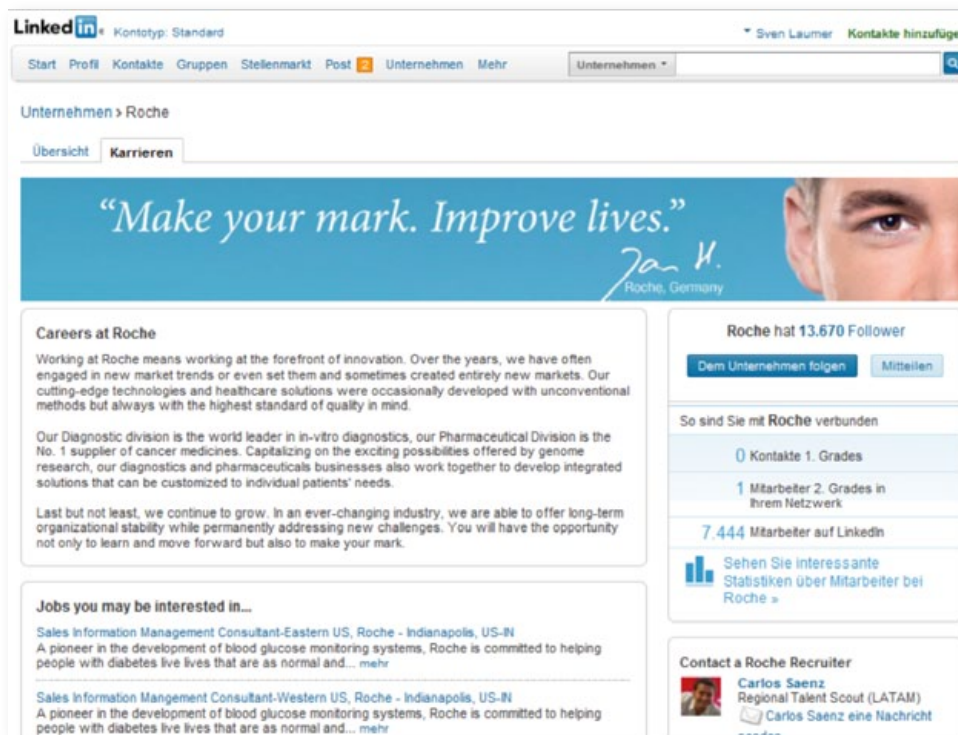 Linked in Kontotyp: Standard
Sven Laumer Kontakte hinzufüge
Start Profil Kontakte Gruppen Stellenmarkt Post 2 Unternehmen Mehr
Unternehmen
Unternehmen > Roche
Übersicht Karrieren
“Make your mark. Improve lives.”
Jan H.
Roche, Germany
Careers at Roche
Working at Roche means working at the forefront of innovation. Over the years, we have often
engaged in new market trends or even set them and sometimes created entirely new markets. Our
cutting-edge technologies and healthcare solutions were occasionally developed with unconventional
methods but always with the highest standard of quality in mind.
Our Diagnostic division is the world leader in in-vitro diagnostics, our Pharmaceutical Division is the
No. 1 supplier of cancer medicines. Capitalizing on the exciting possibilities offered by genome
research, our diagnostics and pharmaceuticals businesses also work together to develop integrated
solutions that can be customized to individual patients' needs.
Last but not least, we continue to grow. In an ever-changing industry, we are able to offer long-term
organizational stability while permanently addressing new challenges. You will have the opportunity
not only to learn and move forward but also to make your mark.
Jobs you may be interested in...
Sales Information Management Consultant-Eastern US, Roche - Indianapolis, US-IN
A pioneer in the development of blood glucose monitoring systems, Roche is committed to helping
people with diabetes live lives that are as normal and... mehr
Sales Information Mangement Consultant-Western US, Roche - Indianapolis, US-IN
A pioneer in the development of blood glucose monitoring systems, Roche is committed to helping
people with diabetes live lives that are as normal and... mehr
Roche hat 13.670 Follower
Dem Unternehmen folgen Mitteilen
So sind Sie mit Roche verbunden
0 Kontakte 1. Grades
1 Mitarbeiter 2. Grades in
Ihrem Netzwerk
7.444 Mitarbeiter auf LinkedIn
Sehen Sie interessante
Statistiken über Mitarbeiter bei
Roche »
Contact a Roche Recruiter
Carlos Saenz
Regional Talent Scout (LATAM)
Carlos Saenz eine Nachricht